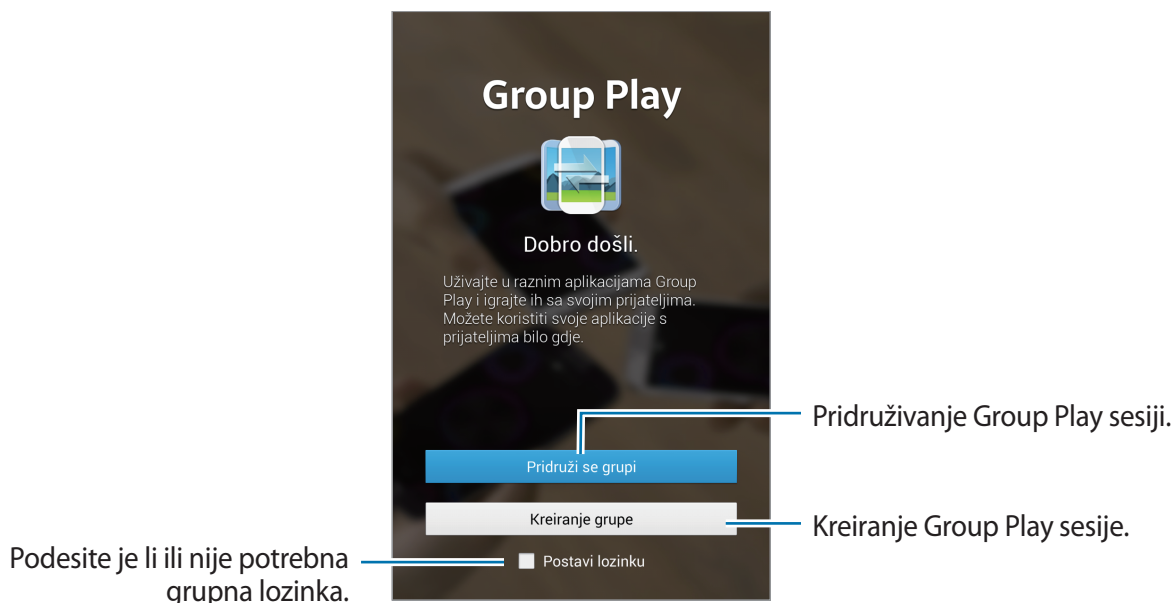 Group Play
Dobro došli.
Uživajte u raznim aplikacijama Group
Play i igrajte ih sa svojim prijateljima.
Možete koristiti svoje aplikacije s
prijateljima bilo gdje.
Pridruživanje Group Play sesiji.
Pridruži se grupi
Kreiranje grupe
Kreiranje Group Play sesije.
Podesite je li ili nije potrebna
grupna lozinka.
Postavi lozinku